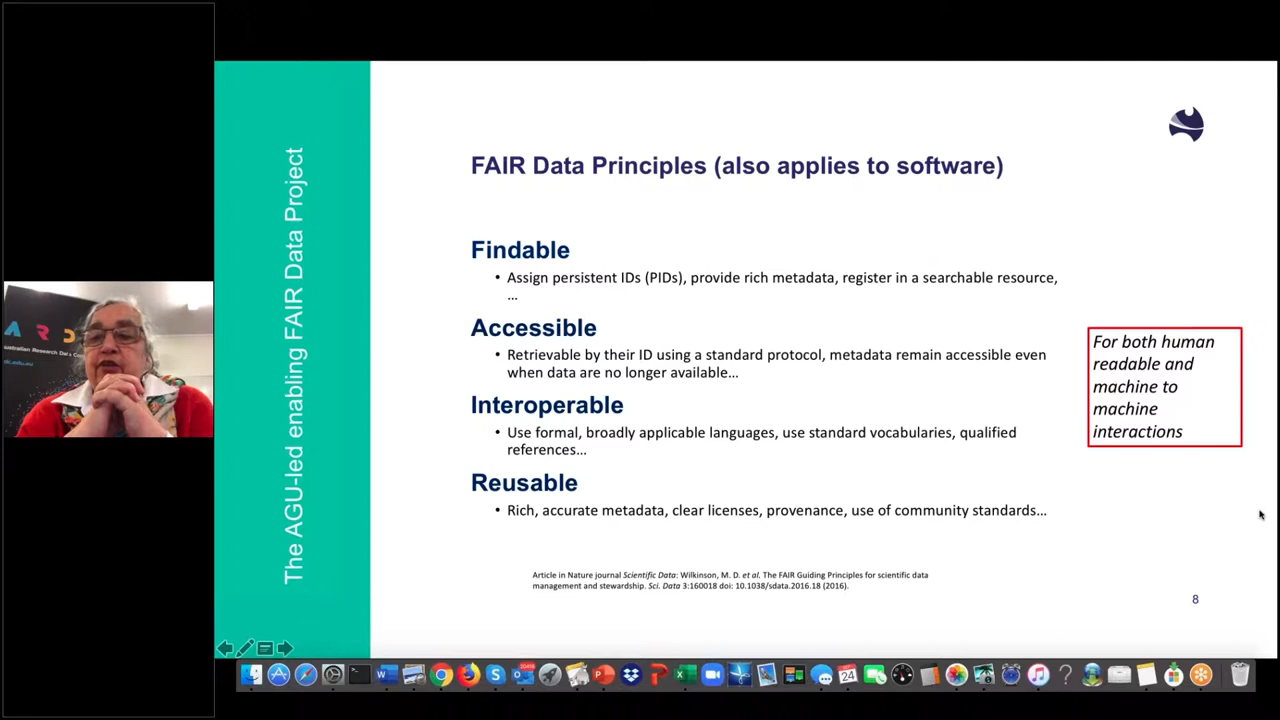 The AGU-led enabling FAIR Data Project
FAIR Data Principles (also applies to software)
Findable
• Assign persistent IDs (PIDs), provide rich metadata, register in a searchable resource,
…
Accessible
• Retrievable by their ID using a standard protocol, metadata remain accessible even
when data are no longer available…
Interoperable
• Use formal, broadly applicable languages, use standard vocabularies, qualified
references…
Reusable
• Rich, accurate metadata, clear licenses, provenance, use of community standards…
For both human
readable and
machine to
machine
interactions
Article in Nature journal Scientific Data: Wilkinson, M. D. et al. The FAIR Guiding Principles for scientific data
management and stewardship. Sci. Data 3:160018 doi: 10.1038/sdata.2016.18 (2016).
8
A R D
Australian Research Data
24